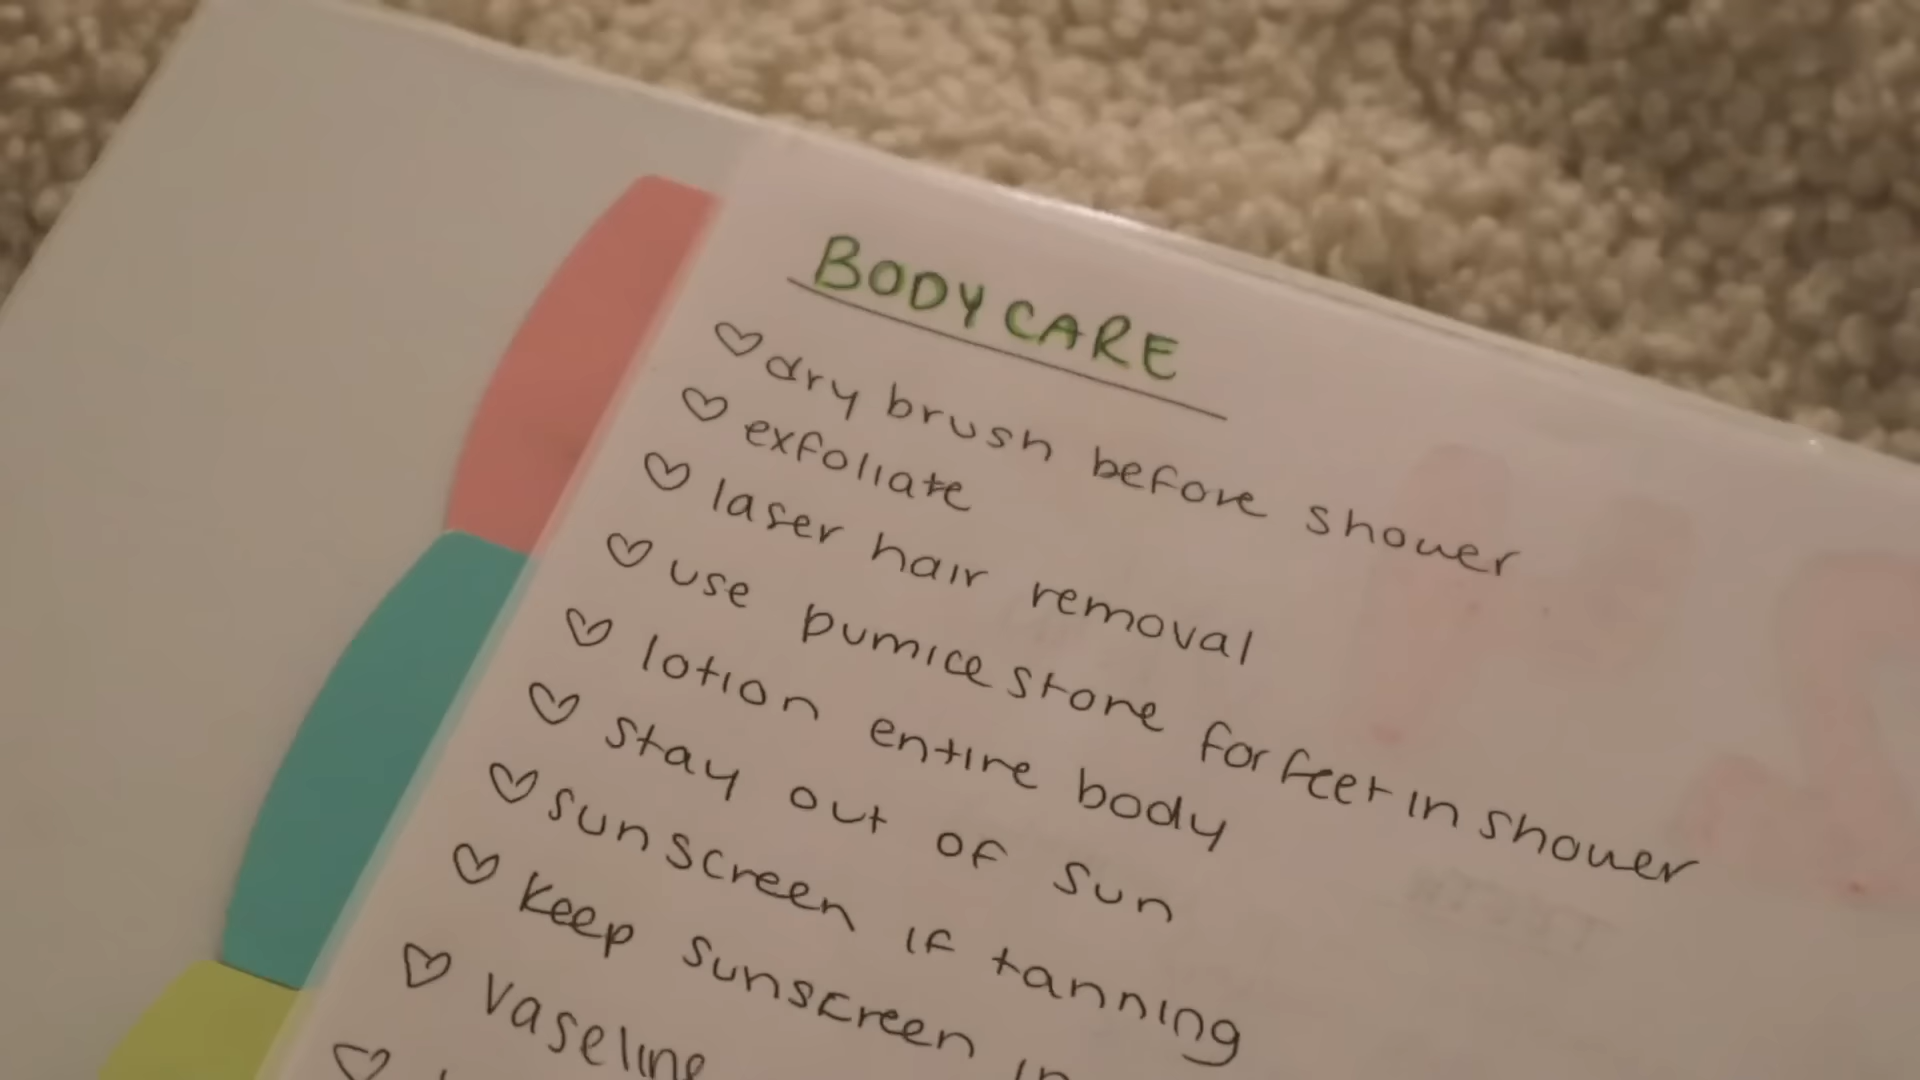 BODY CARE
♡ dry brush before shower
♡ exfoliate
♡ laser hair removal
♡ use pumice stone for feet in shower
♡ lotion entire body
♡ stay out of sun
♡ sunscreen if tanning
♡ keep sunscreen in
♡ vaseline